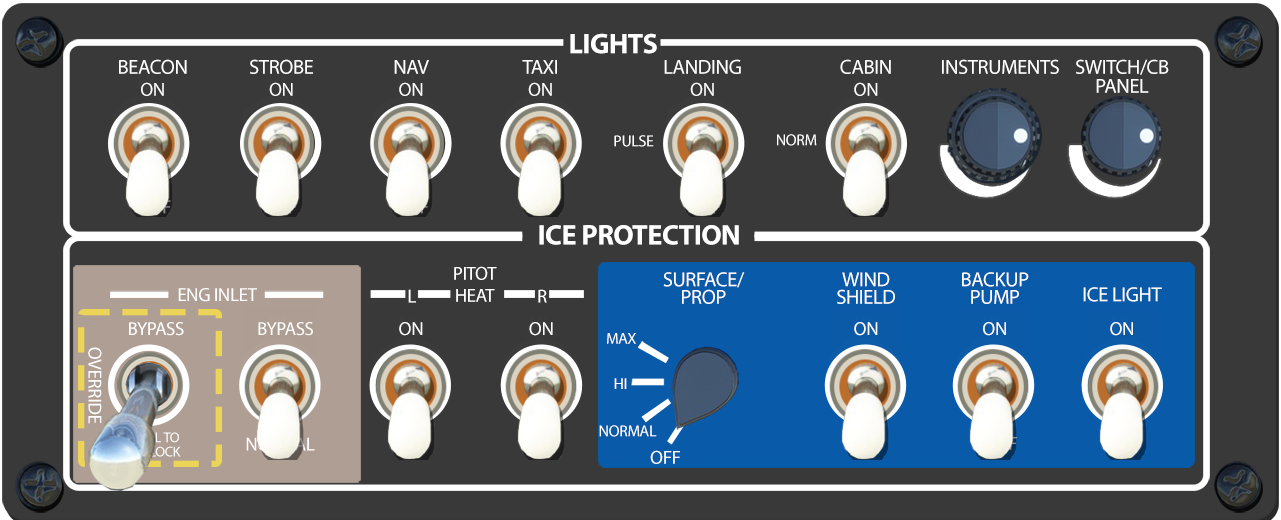 LIGHTS
BEACON STROBE NAV TAXI LANDING CABIN INSTRUMENTS SWITCH/CB
PANEL
ON ON ON ON ON ON
PULSE NORM
ICE PROTECTION
ENG INLET
PITOT
HEAT
L R
SURFACE/
PROP
WIND
SHIELD
BACKUP
PUMP
ICE LIGHT
BYPASS BYPASS ON ON ON ON ON
OVERRIDE
MAX
HI
NORMAL
OFF
TO